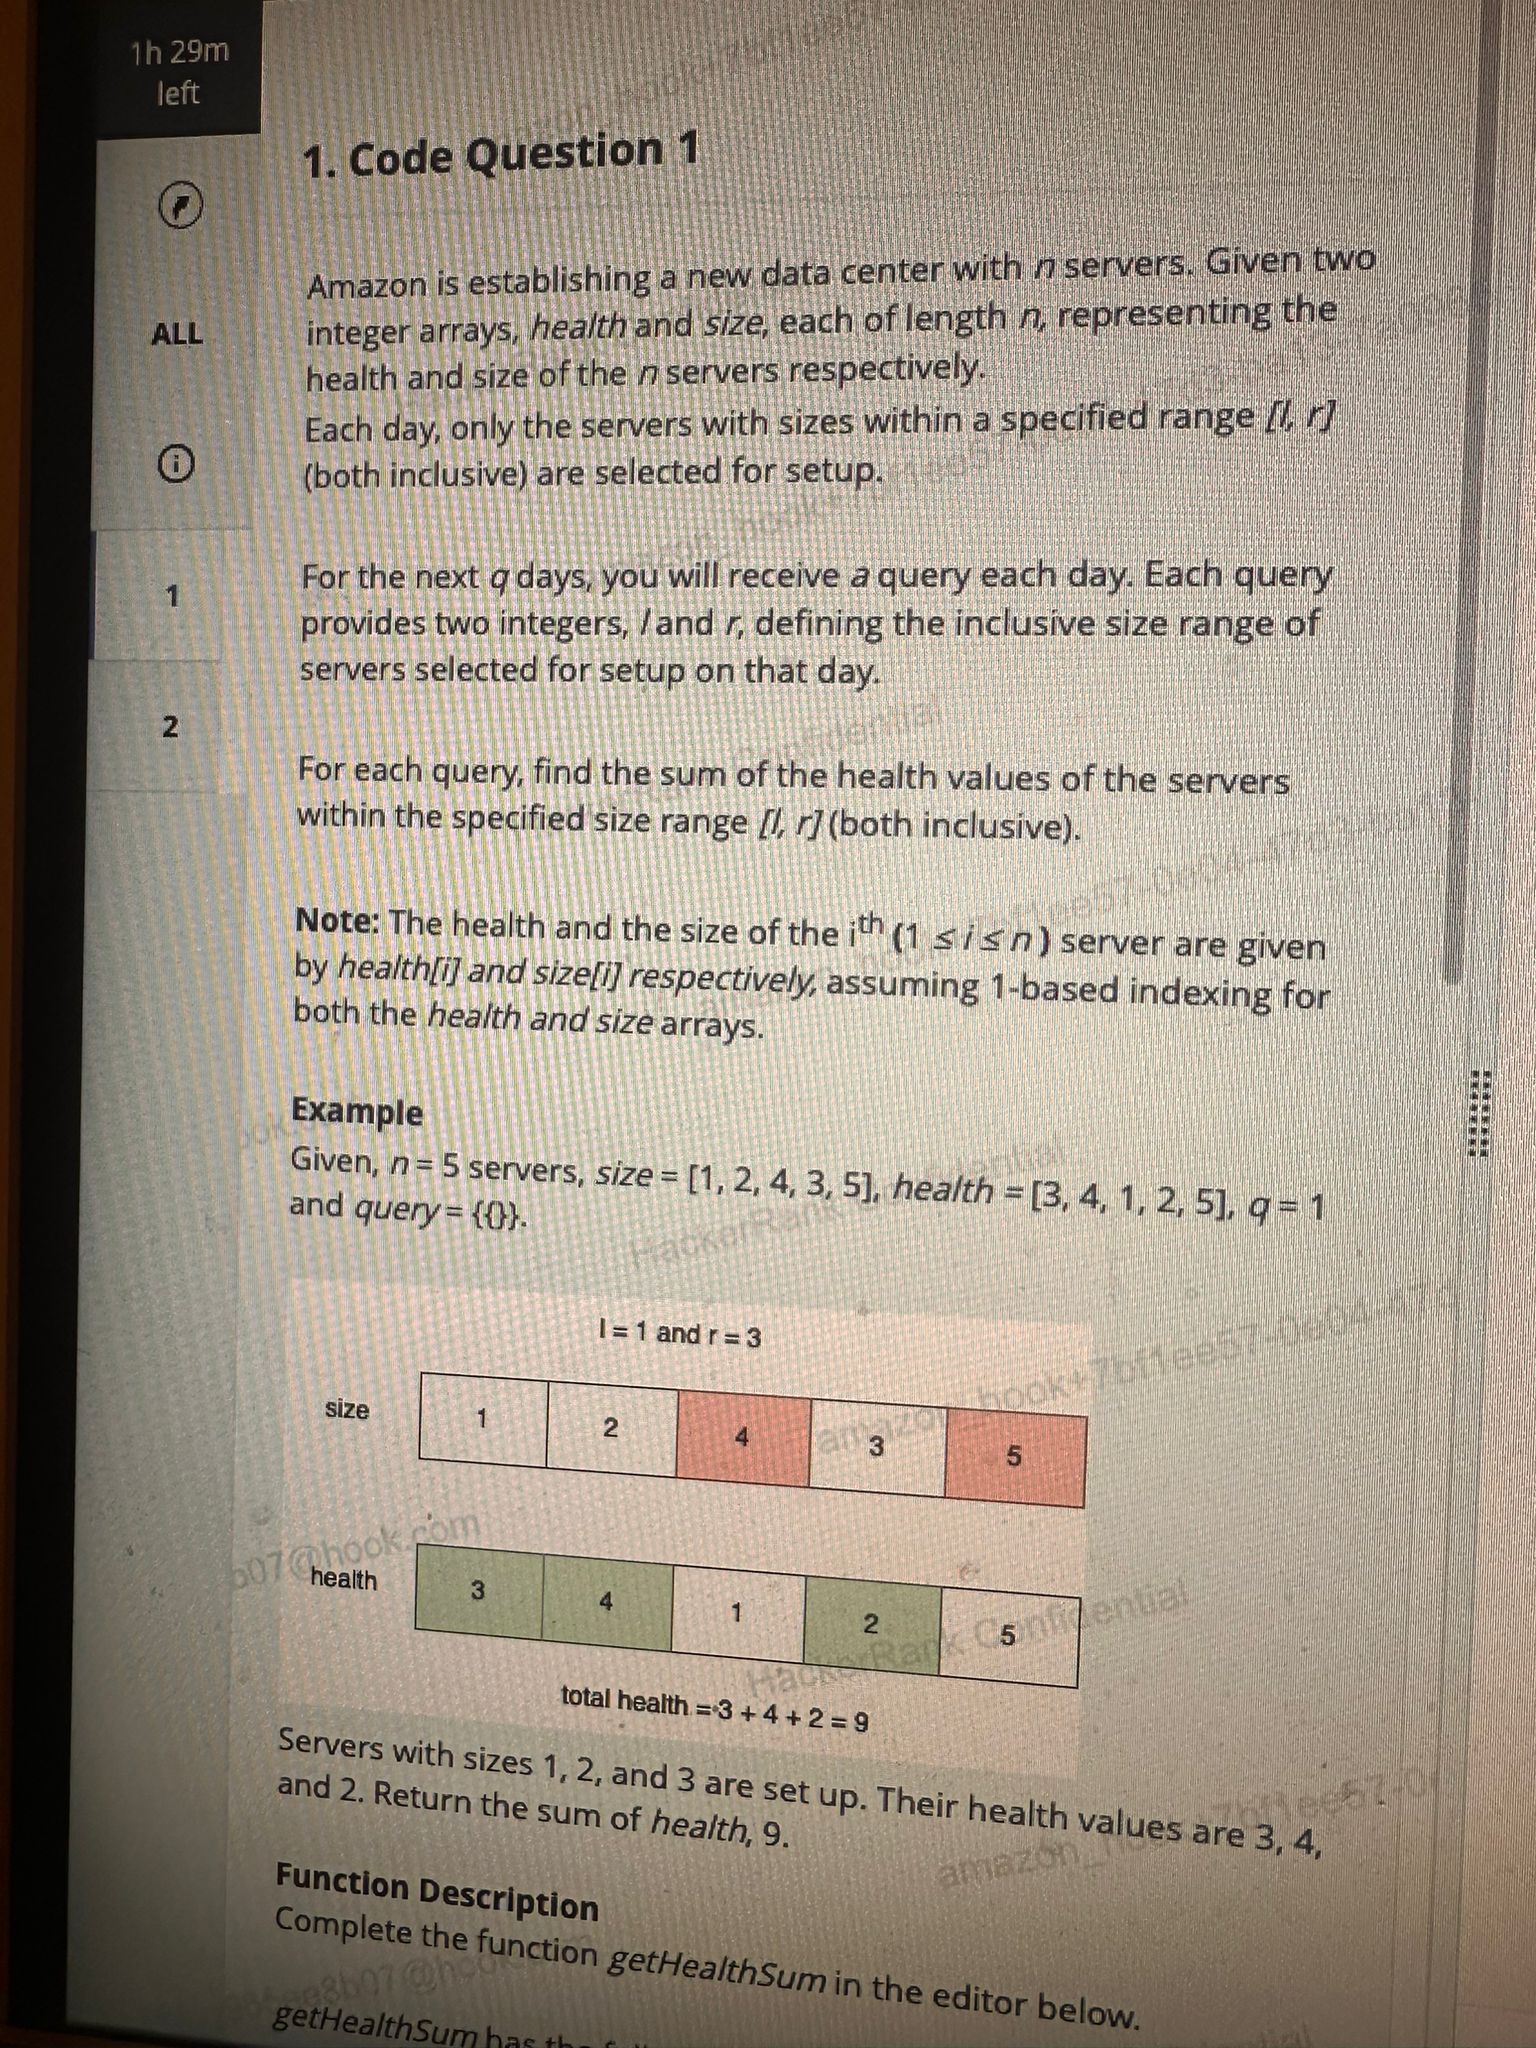 1h 29m
left
1. Code Question 1
Amazon is establishing a new data center with n servers. Given two
integer arrays, health and size, each of length n, representing the
health and size of the n servers respectively.
Each day, only the servers with sizes within a specified range [l, r]
(both inclusive) are selected for setup.
ALL
For the next q days, you will receive a query each day. Each query
provides two integers, l and r, defining the inclusive size range of
servers selected for setup on that day.
1
2
For each query, find the sum of the health values of the servers
within the specified size range [l, r] (both inclusive).
Note: The health and the size of the ith (1 ≤ i ≤ n) server are given
by health[i] and size[i] respectively, assuming 1-based indexing for
both the health and size arrays.
Example
Given, n = 5 servers, size = [1, 2, 4, 3, 5], health = [3, 4, 1, 2, 5], q = 1
and query = {()}.
l = 1 and r = 3
size 1 2 4 3 5
health 3 4 1 2 5
total health = 3 + 4 + 2 = 9
Servers with sizes 1, 2, and 3 are set up. Their health values are 3, 4,
and 2. Return the sum of health, 9.
Function Description
Complete the function getHealthSum in the editor below.
getHealthSum has the
HackerRank Confidential